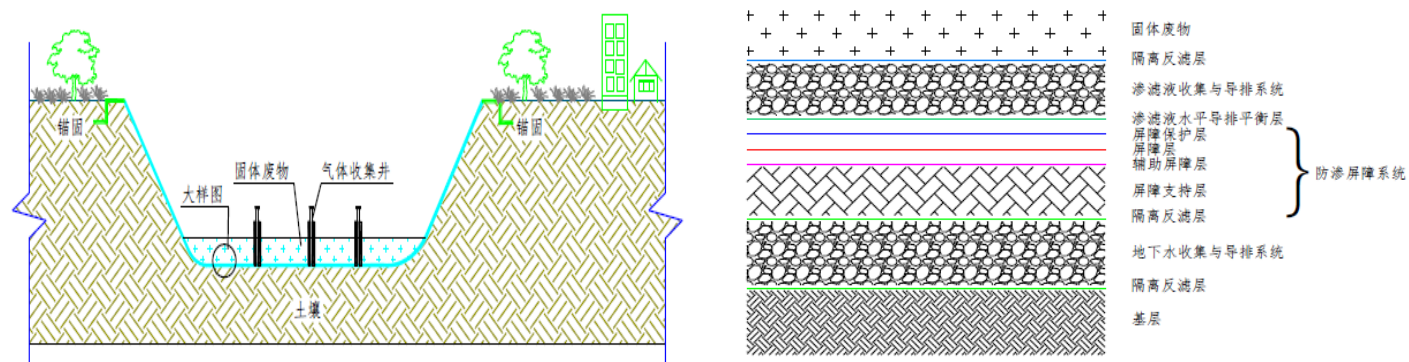 锚固
锚固
固体废物
气体收集井
大样图
土壤
固体废物
隔离反滤层
渗滤液收集与导排系统
渗滤液水平导排平衡层
屏障保护层
屏障层
辅助屏障层
屏障支持层
隔离反滤层
防渗屏障系统
地下水收集与导排系统
隔离反滤层
基层